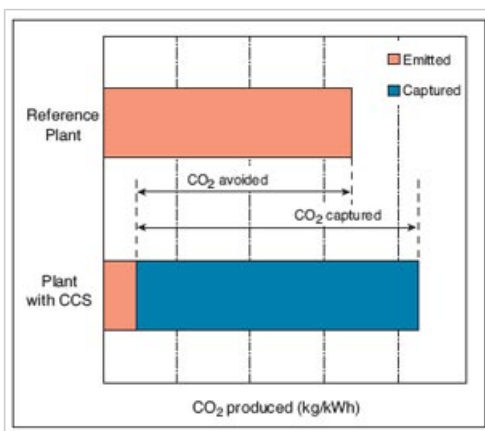 Emitted
Captured
Reference
Plant
CO₂ avoided
CO₂ captured
Plant
with CCS
CO₂ produced (kg/kWh)